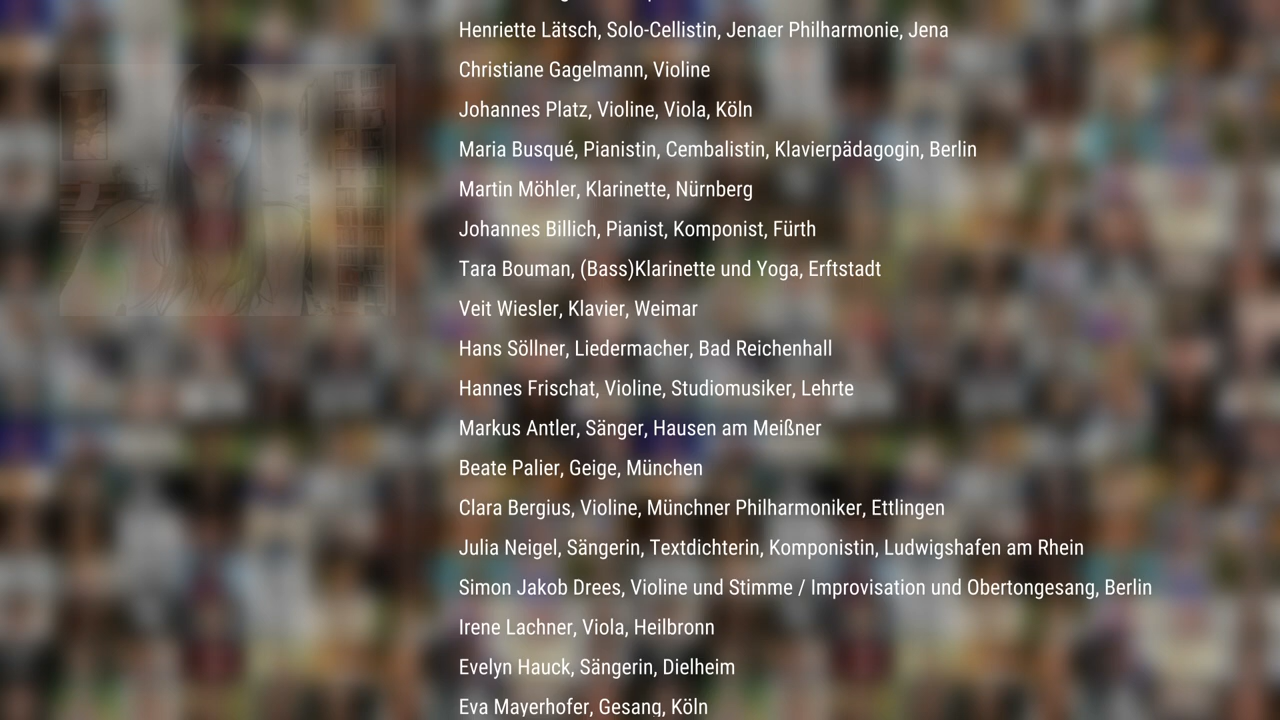 Henriette Lätsch, Solo-Cellistin, Jenaer Philharmonie, Jena
Christiane Gagelmann, Violine
Johannes Platz, Violine, Viola, Köln
Maria Busqué, Pianistin, Cembalistin, Klavierpädagogin, Berlin
Martin Möhler, Klarinette, Nürnberg
Johannes Billich, Pianist, Komponist, Fürth
Tara Bouman, (Bass)Klarinette und Yoga, Erftstadt
Veit Wiesler, Klavier, Weimar
Hans Söllner, Liedermacher, Bad Reichenhall
Hannes Frischat, Violine, Studiomusiker, Lehrte
Markus Antler, Sänger, Hausen am Meißner
Beate Palier, Geige, München
Clara Bergius, Violine, Münchner Philharmoniker, Ettlingen
Julia Neigel, Sängerin, Textdichterin, Komponistin, Ludwigshafen am Rhein
Simon Jakob Drees, Violine und Stimme / Improvisation und Obertongesang, Berlin
Irene Lachner, Viola, Heilbronn
Evelyn Hauck, Sängerin, Dielheim
Eva Mayerhofer, Gesang, Köln